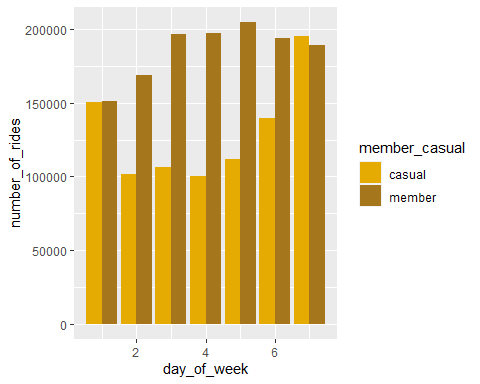 200000
150000
100000
50000
0
number_of_rides
2 4 6
day_of_week
member_casual
casual
member